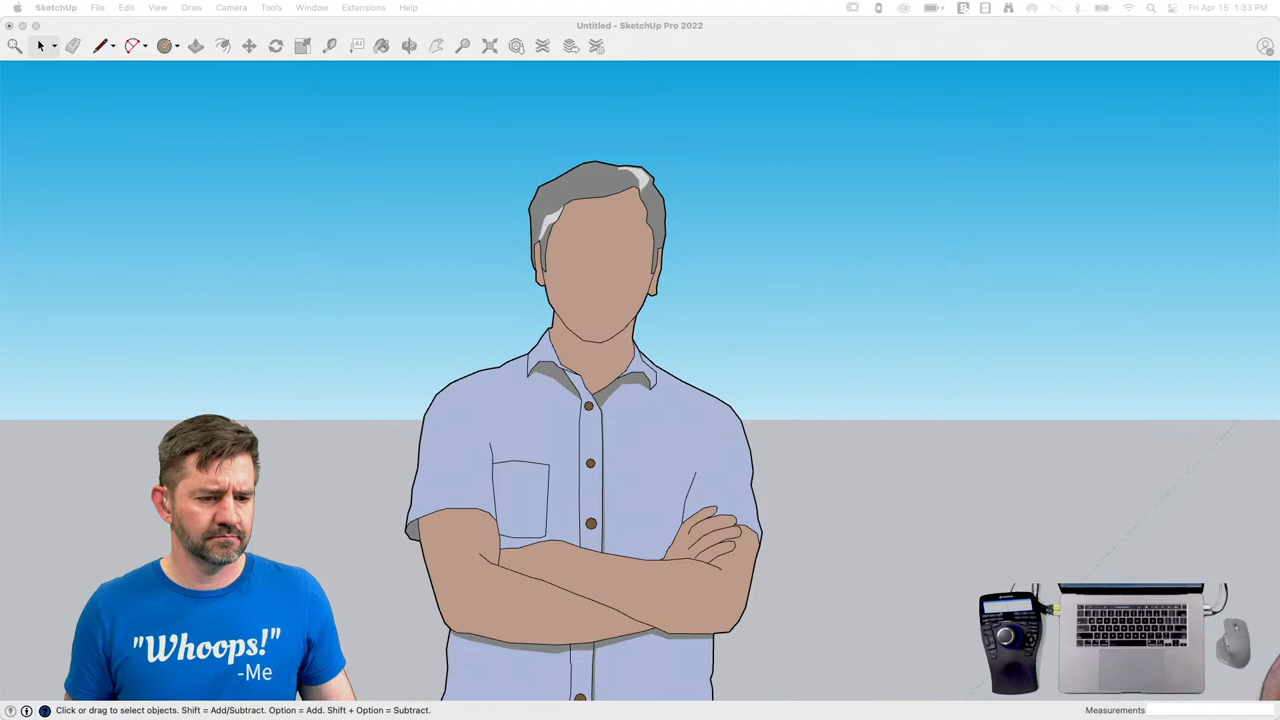 SketchUp File Edit View Draw Camera Tools Window Extensions Help Fri Apr 15 1:33 PM
Untitled - SketchUp Pro 2022
"Whoops!"
-Me
Click or drag to select objects. Shift = Add/Subtract. Option = Add. Shift + Option = Subtract. Measurements